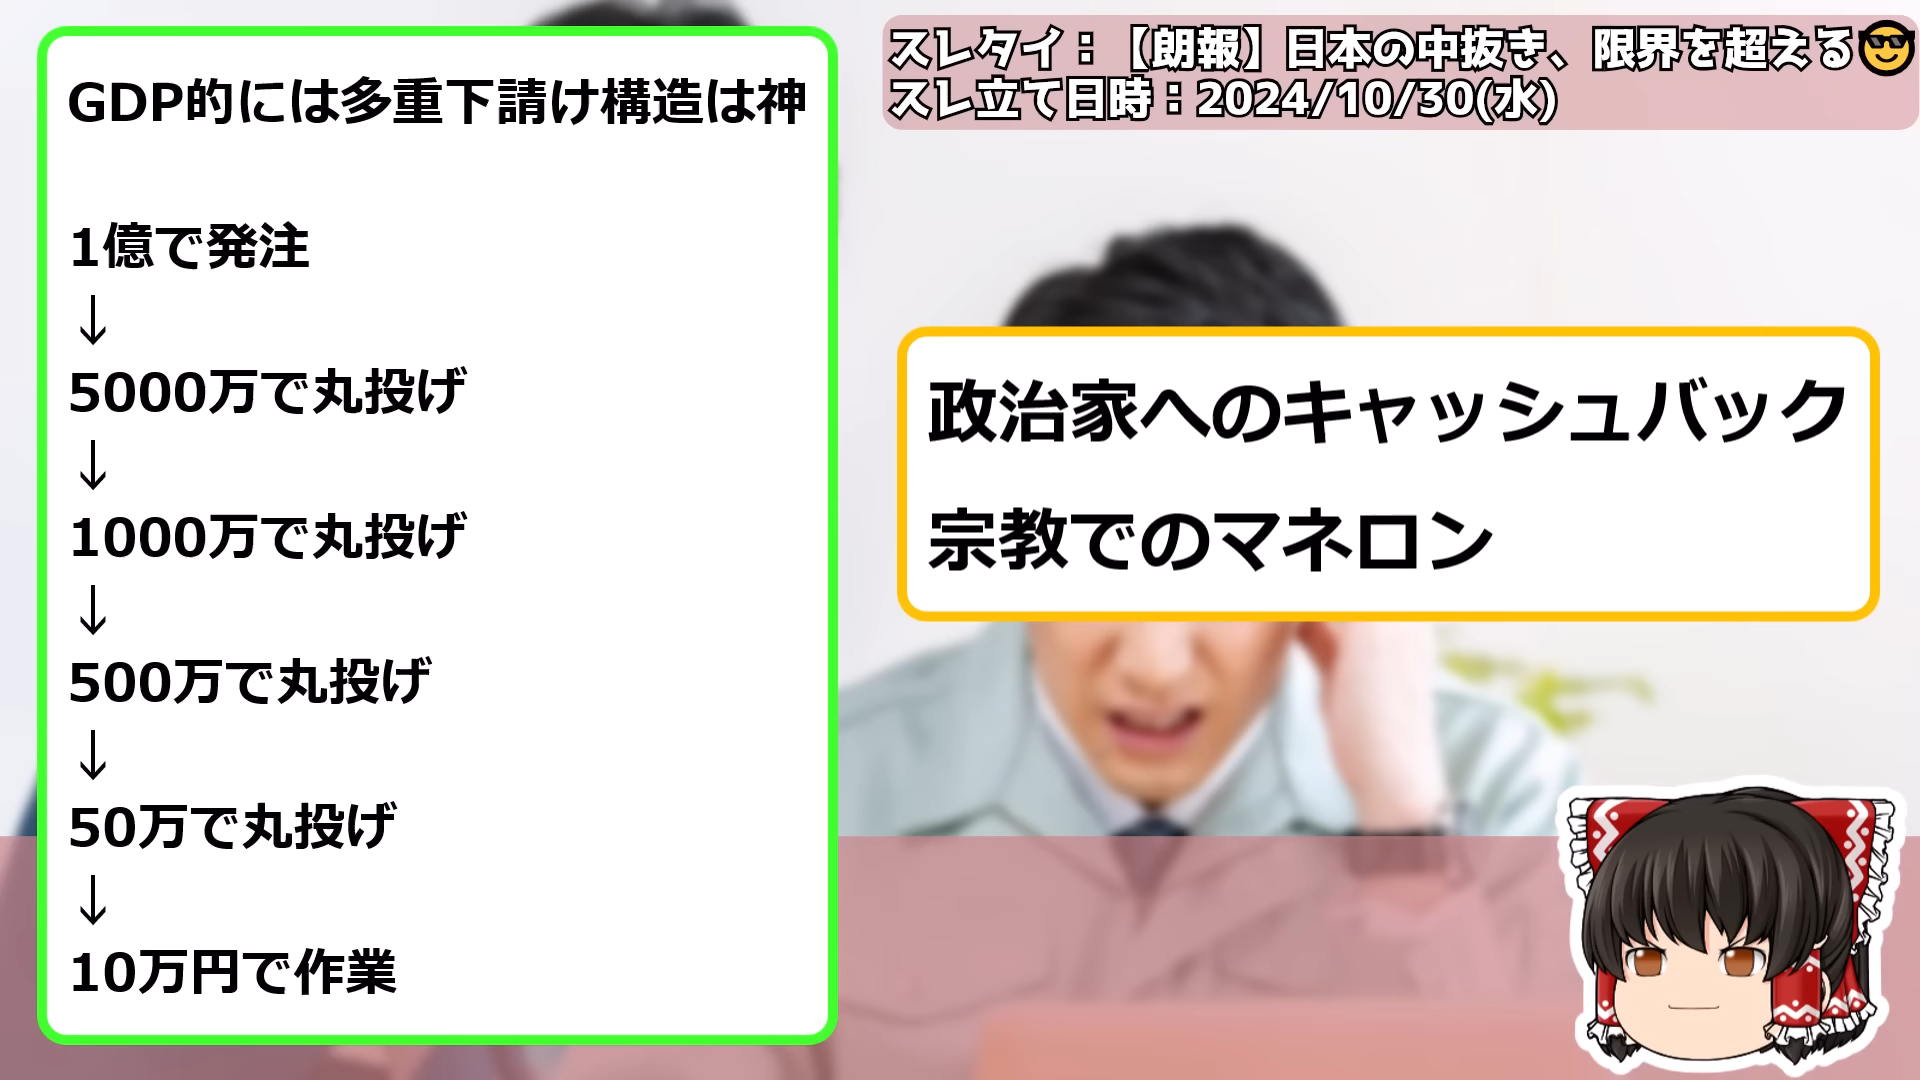 スレタイ：【朗報】日本の中抜き、限界を超える😎
スレ立て日時：2024/10/30(水)
GDP的には多重下請け構造は神
1億で発注
↓
5000万で丸投げ
↓
1000万で丸投げ
↓
500万で丸投げ
↓
50万で丸投げ
↓
10万円で作業
政治家へのキャッシュバック
宗教でのマネロン